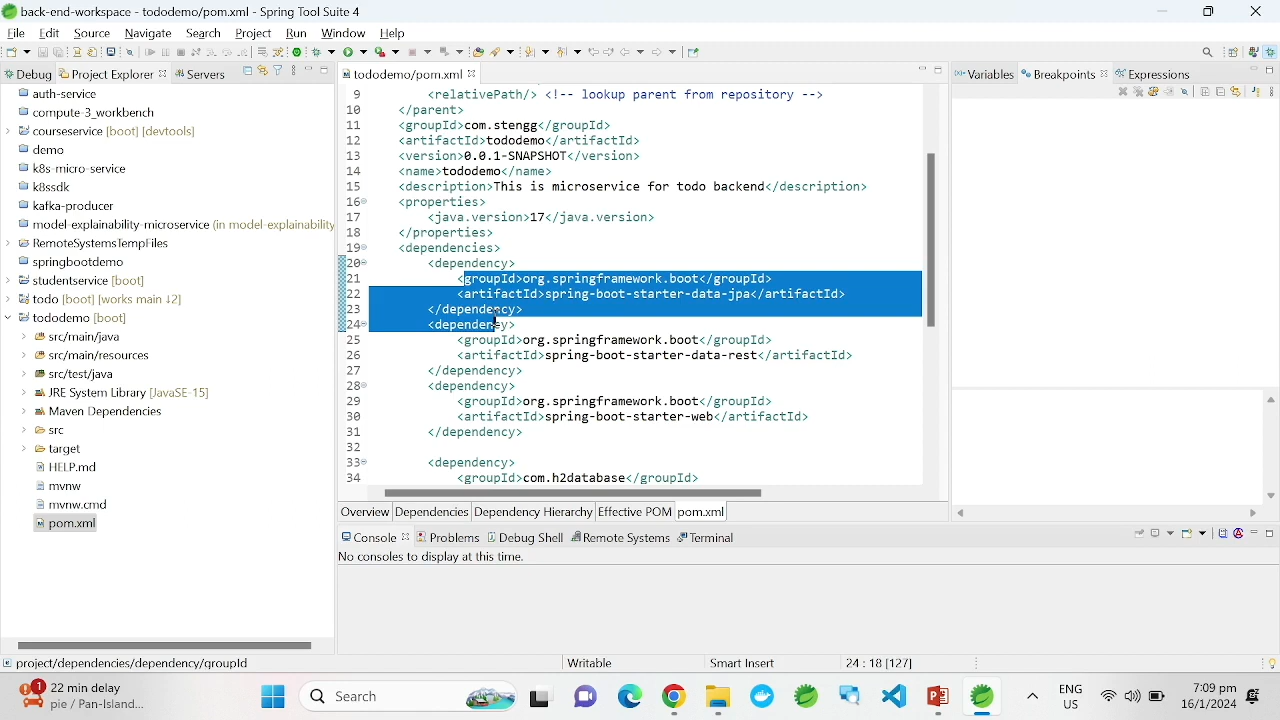 back-end-workspace - tododemo/pom.xml - Spring Tool Suite 4
File Edit Source Navigate Search Project Run Window Help
Debug Project Explorer Servers
auth-service
compute-3_workbench
courseservice [boot] [devtools]
demo
k8s-micro-service
k8ssdk
kafka-producer
model-explainability-microservice (in model-explainability
RemoteSystemsTempFiles
springbootdemo
studentservice [boot]
todo [boot] [works main ↓2]
tododemo [boot]
src/main/java
src/main/resources
src/test/java
JRE System Library [JavaSE-15]
Maven Dependencies
src
target
HELP.md
mvnw
mvnw.cmd
pom.xml
tododemo/pom.xml
9 <relativePath/> <!-- lookup parent from repository -->
10 </parent>
11 <groupId>com.stengg</groupId>
12 <artifactId>tododemo</artifactId>
13 <version>0.0.1-SNAPSHOT</version>
14 <name>tododemo</name>
15 <description>This is microservice for todo backend</description>
16 <properties>
17 <java.version>17</java.version>
18 </properties>
19 <dependencies>
20 <dependency>
21 <groupId>org.springframework.boot</groupId>
22 <artifactId>spring-boot-starter-data-jpa</artifactId>
23 </dependency>
24 <dependency>
25 <groupId>org.springframework.boot</groupId>
26 <artifactId>spring-boot-starter-data-rest</artifactId>
27 </dependency>
28 <dependency>
29 <groupId>org.springframework.boot</groupId>
30 <artifactId>spring-boot-starter-web</artifactId>
31 </dependency>
32
33 <dependency>
34 <groupId>com.h2database</groupId>
Overview Dependencies Dependency Hierarchy Effective POM pom.xml
Variables Breakpoints Expressions
Console Problems Debug Shell Remote Systems Terminal
No consoles to display at this time.
project/dependencies/dependency/groupId Writable Smart Insert 24 : 18 [127]
1
22 min delay
pie / Pan-Island...
Search
ENG
US
7:09 pm
16/1/2024